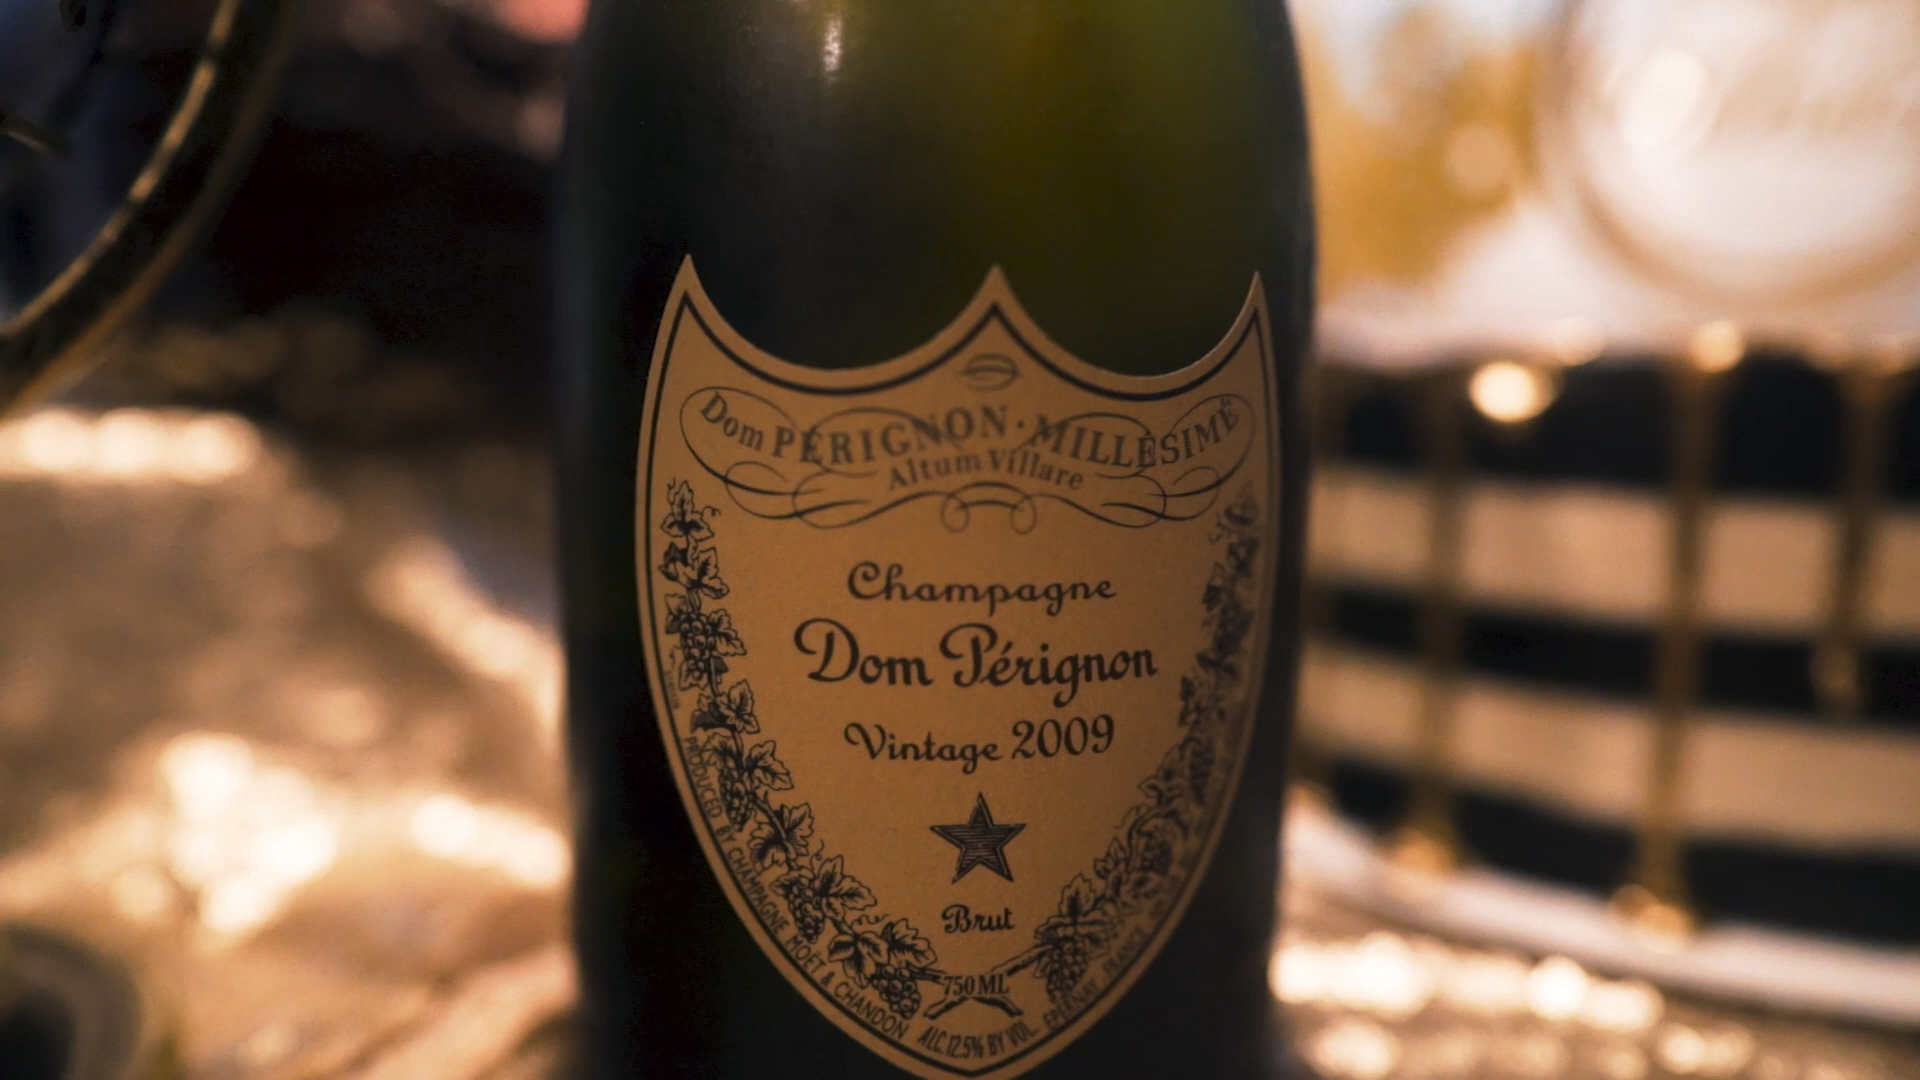 Dom PÉRIGNON · MILLÉSIMÉ
Altum Villare
Champagne
Dom Pérignon
Vintage 2009
Brut
750 ML
PRODUCED BY CHAMPAGNE MOËT & CHANDON
ALC.12.5% BY VOL.
EPERNAY